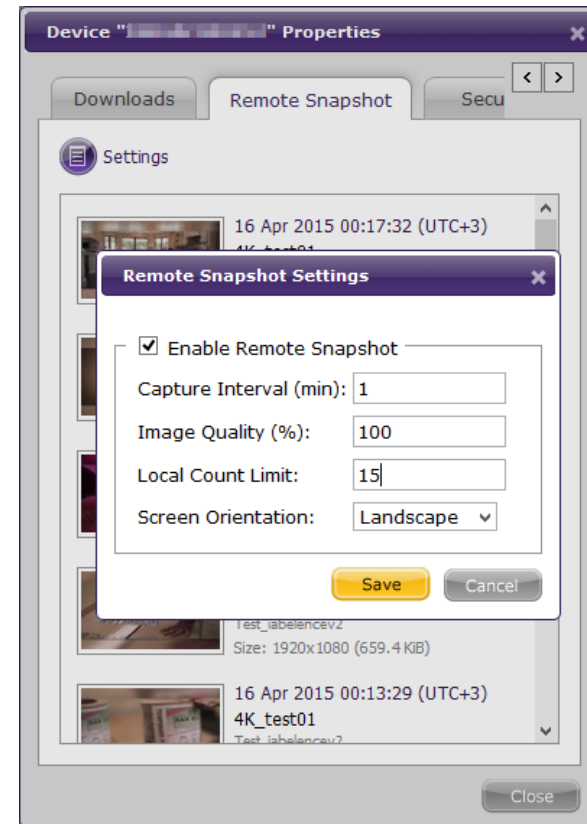 Device " " Properties
Downloads
Remote Snapshot
Secu
Settings
16 Apr 2015 00:17:32 (UTC+3)
4K_test01
Remote Snapshot Settings
Enable Remote Snapshot
Capture Interval (min): 1
Image Quality (%): 100
Local Count Limit: 15
Screen Orientation: Landscape
Save Cancel
Size: 1920x1080 (659.4 KiB)
16 Apr 2015 00:13:29 (UTC+3)
4K_test01
Close